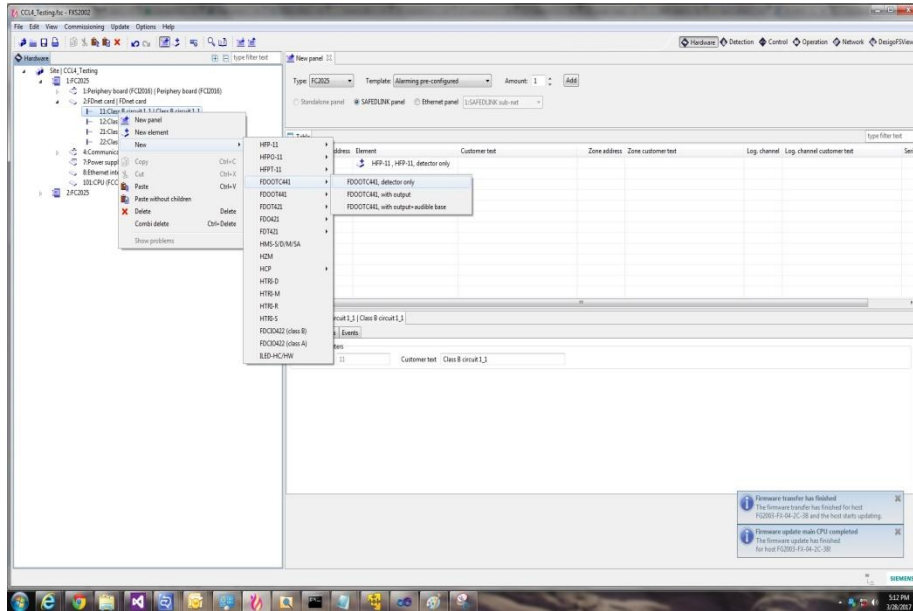 CCL4_Testing.fsc - FXS2002
File Edit View Commissioning Update Options Help
Hardware Detection Control Operation Network DesigoFSView
Hardware
type filter text
New panel
Site | CCL4_Testing
1:FC2025
1:Periphery board (FCI2016) | Periphery board (FCI2016)
2:FDnet card | FDnet card
11:Class B circuit 1_1 | Class B circuit 1_1
12:Clas
21:Clas
22:Clas
4:Communica
7:Power suppl
8:Ethernet int
101:CPU (FCC
2:FC2025
New panel
New element
New
Copy Ctrl+C
Cut Ctrl+X
Paste Ctrl+V
Paste without children
Delete Delete
Combi delete Ctrl+Delete
Show problems
HFP-11
HFPO-11
HFPT-11
FDOOTC441
FDOOT441
FDOT421
FDO421
FDT421
HMS-S/D/M/SA
HZM
HCP
HTRI-D
HTRI-M
HTRI-R
HTRI-S
FDCIO422 (class B)
FDCIO422 (class A)
ILED-HC/HW
FDOOTC441, detector only
FDOOTC441, with output
FDOOTC441, with output+audible base
Type: FC2025 Template: Alarming pre-configured Amount: 1 Add
Standalone panel SAFEDLINK panel Ethernet panel 1:SAFEDLINK sub-net
Table
type filter text
ddress Element Customer text Zone address Zone customer text Log. channel Log. channel customer text Ser
HFP-11 , HFP-11, detector only
rcuit 1_1 | Class B circuit 1_1
s Events
ters
11 Customer text Class B circuit 1_1
Firmware transfer has finished
The firmware transfer has finished for host
FG2003-FX-04-2C-3B and the host starts updating.
Firmware update main CPU completed
The firmware update has finished
for host FG2003-FX-04-2C-3B!
SIEMENS
5:12 PM
3/28/2017